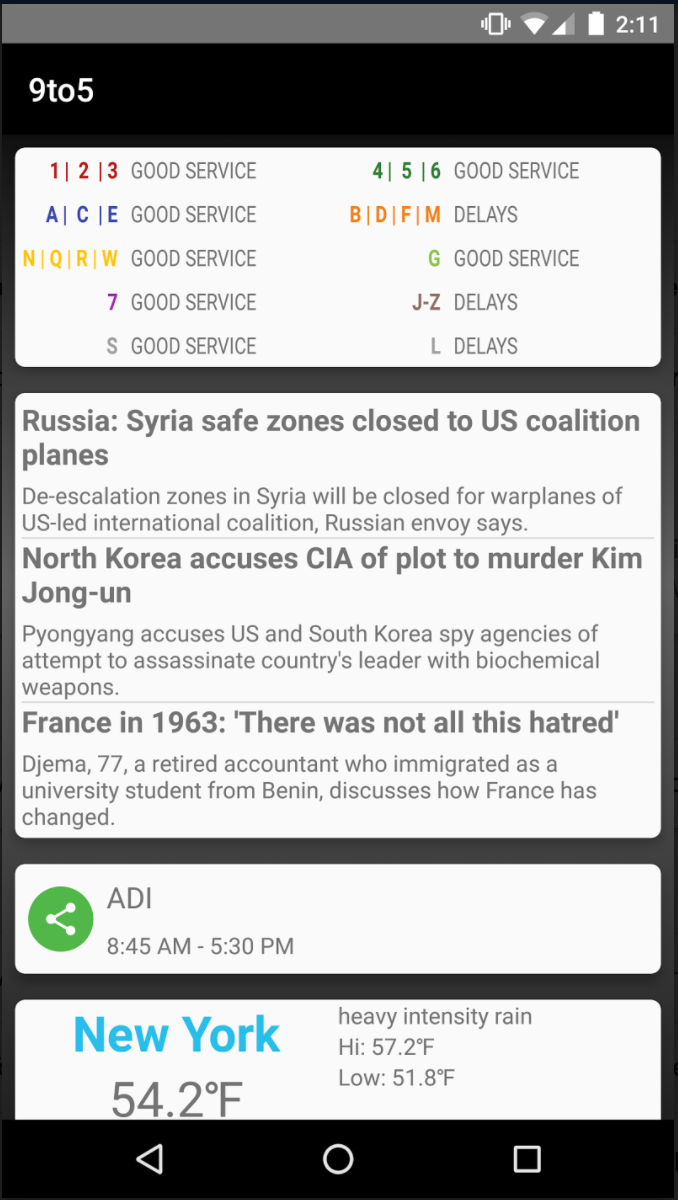 2:11
9to5
1| 2 |3 GOOD SERVICE 4| 5 |6 GOOD SERVICE
A| C |E GOOD SERVICE B|D|F|M DELAYS
N|Q|R|W GOOD SERVICE G GOOD SERVICE
7 GOOD SERVICE J-Z DELAYS
S GOOD SERVICE L DELAYS
Russia: Syria safe zones closed to US coalition
planes
De-escalation zones in Syria will be closed for warplanes of
US-led international coalition, Russian envoy says.
North Korea accuses CIA of plot to murder Kim
Jong-un
Pyongyang accuses US and South Korea spy agencies of
attempt to assassinate country's leader with biochemical
weapons.
France in 1963: 'There was not all this hatred'
Djema, 77, a retired accountant who immigrated as a
university student from Benin, discusses how France has
changed.
ADI
8:45 AM - 5:30 PM
New York
54.2℉
heavy intensity rain
Hi: 57.2℉
Low: 51.8℉